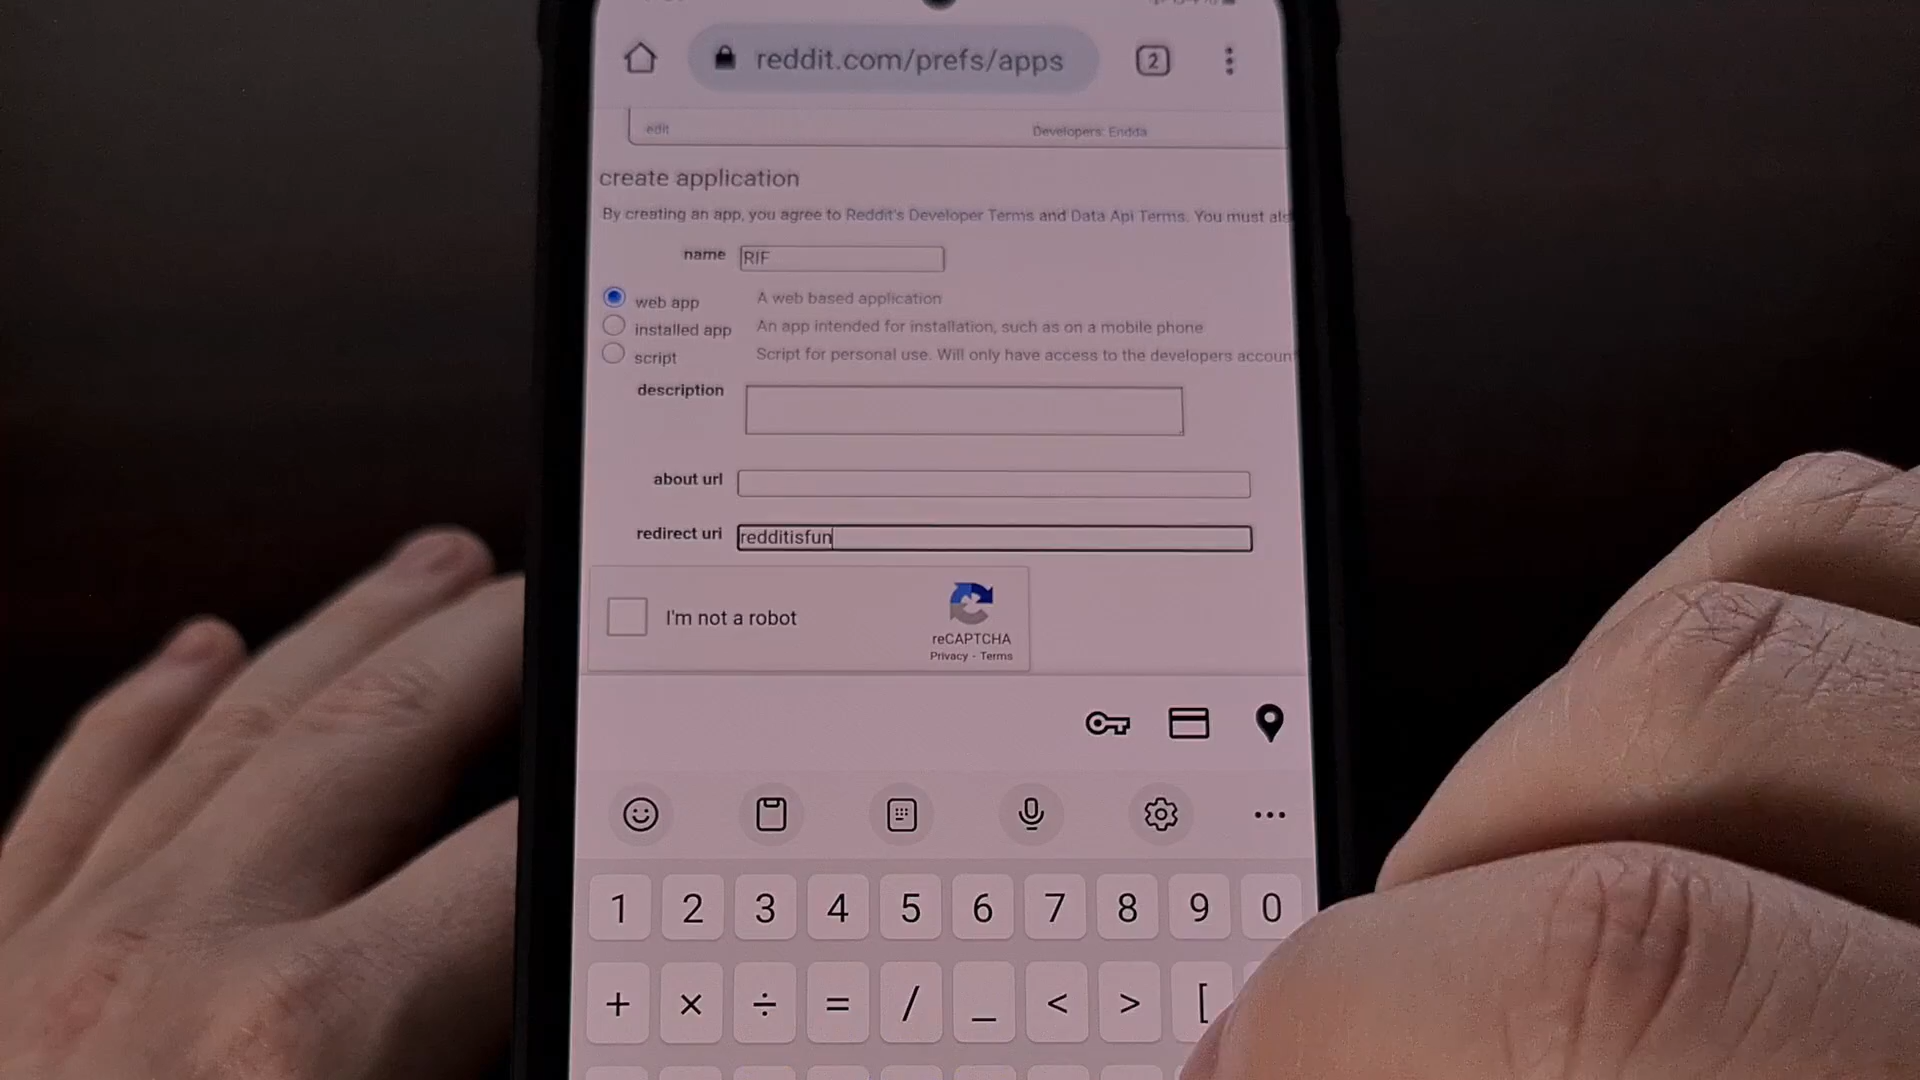 reddit.com/prefs/apps
2
edit
Developers: Endda
create application
By creating an app, you agree to Reddit's Developer Terms and Data Api Terms. You must als
name
RIF
web app
A web based application
installed app
An app intended for installation, such as on a mobile phone
script
Script for personal use. Will only have access to the developers accoun
description
about url
redirect uri
redditisfun
I'm not a robot
reCAPTCHA
Privacy - Terms
1 2 3 4 5 6 7 8 9 0
+ × ÷ = / _ < > [